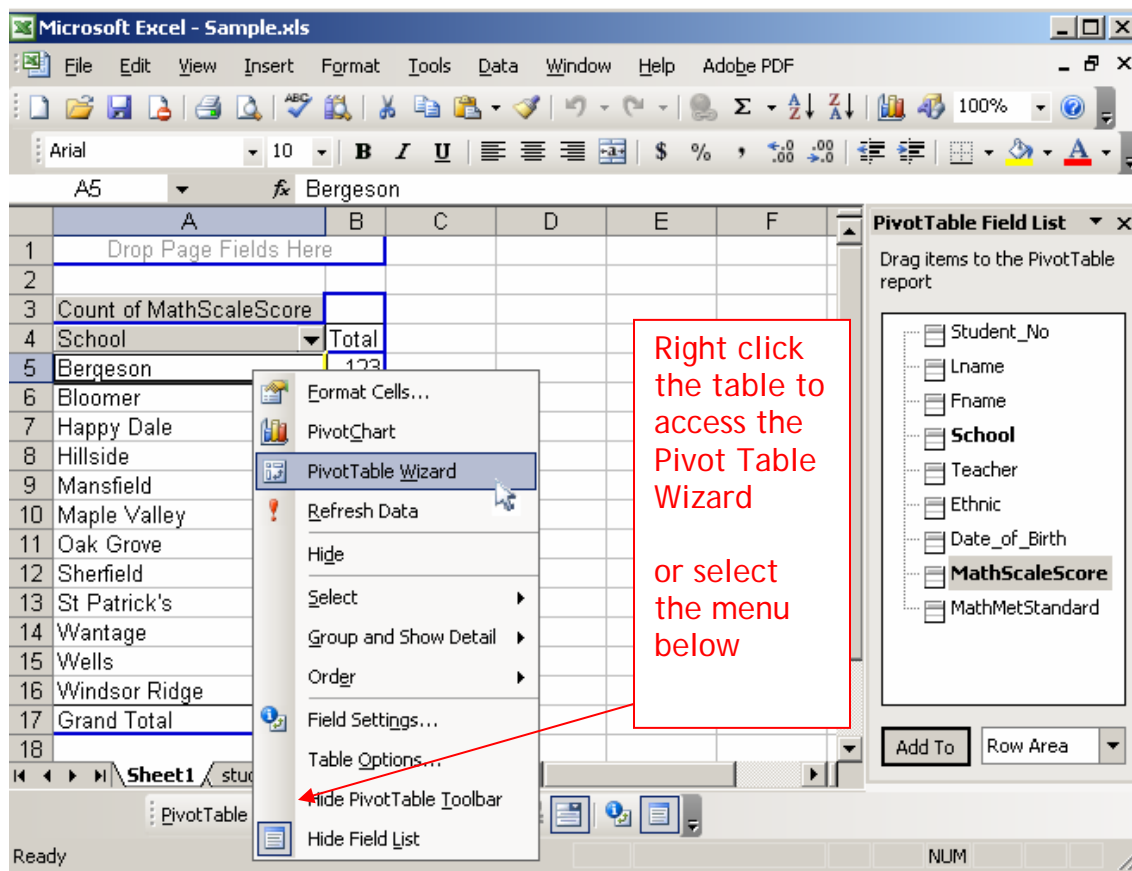 Microsoft Excel - Sample.xls
File Edit View Insert Format Tools Data Window Help Adobe PDF
100%
Arial 10 B I U $ % ,
A5 fx Bergeson
A B C D E F
1 Drop Page Fields Here
2
3 Count of MathScaleScore
4 School Total
5 Bergeson 123
6 Bloomer
7 Happy Dale
8 Hillside
9 Mansfield
10 Maple Valley
11 Oak Grove
12 Sherfield
13 St Patrick's
14 Wantage
15 Wells
16 Windsor Ridge
17 Grand Total
18
Format Cells...
PivotChart
PivotTable Wizard
Refresh Data
Hide
Select
Group and Show Detail
Order
Field Settings...
Table Options...
Hide PivotTable Toolbar
Hide Field List
Right click
the table to
access the
Pivot Table
Wizard
or select
the menu
below
PivotTable Field List
Drag items to the PivotTable
report
Student_No
Lname
Fname
School
Teacher
Ethnic
Date_of_Birth
MathScaleScore
MathMetStandard
Add To Row Area
Sheet1
PivotTable
Ready NUM